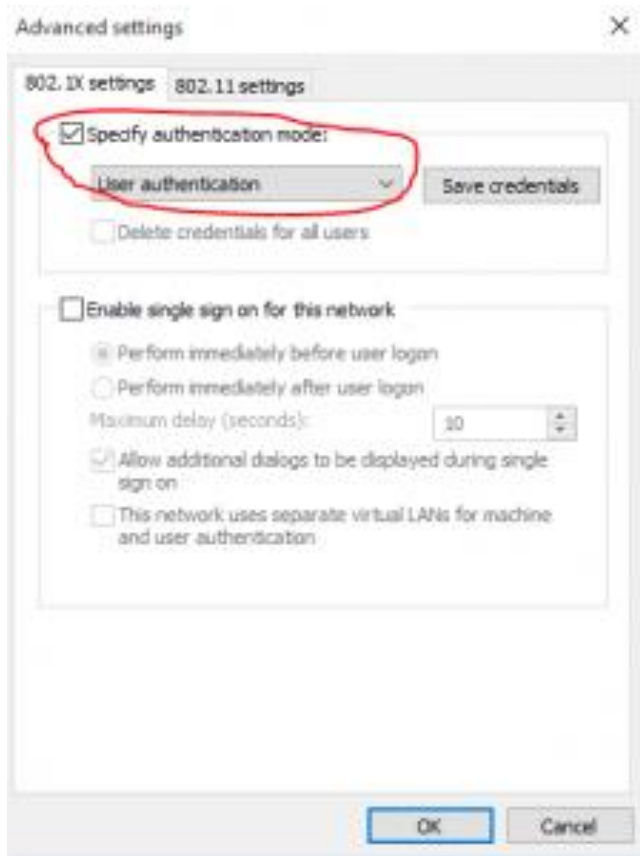 Advanced settings
802.1X settings 802.11 settings
Specify authentication mode:
User authentication Save credentials
Delete credentials for all users
Enable single sign on for this network
Perform immediately before user logon
Perform immediately after user logon
Maximum delay (seconds): 10
Allow additional dialogs to be displayed during single
sign on
This network uses separate virtual LANs for machine
and user authentication
OK Cancel